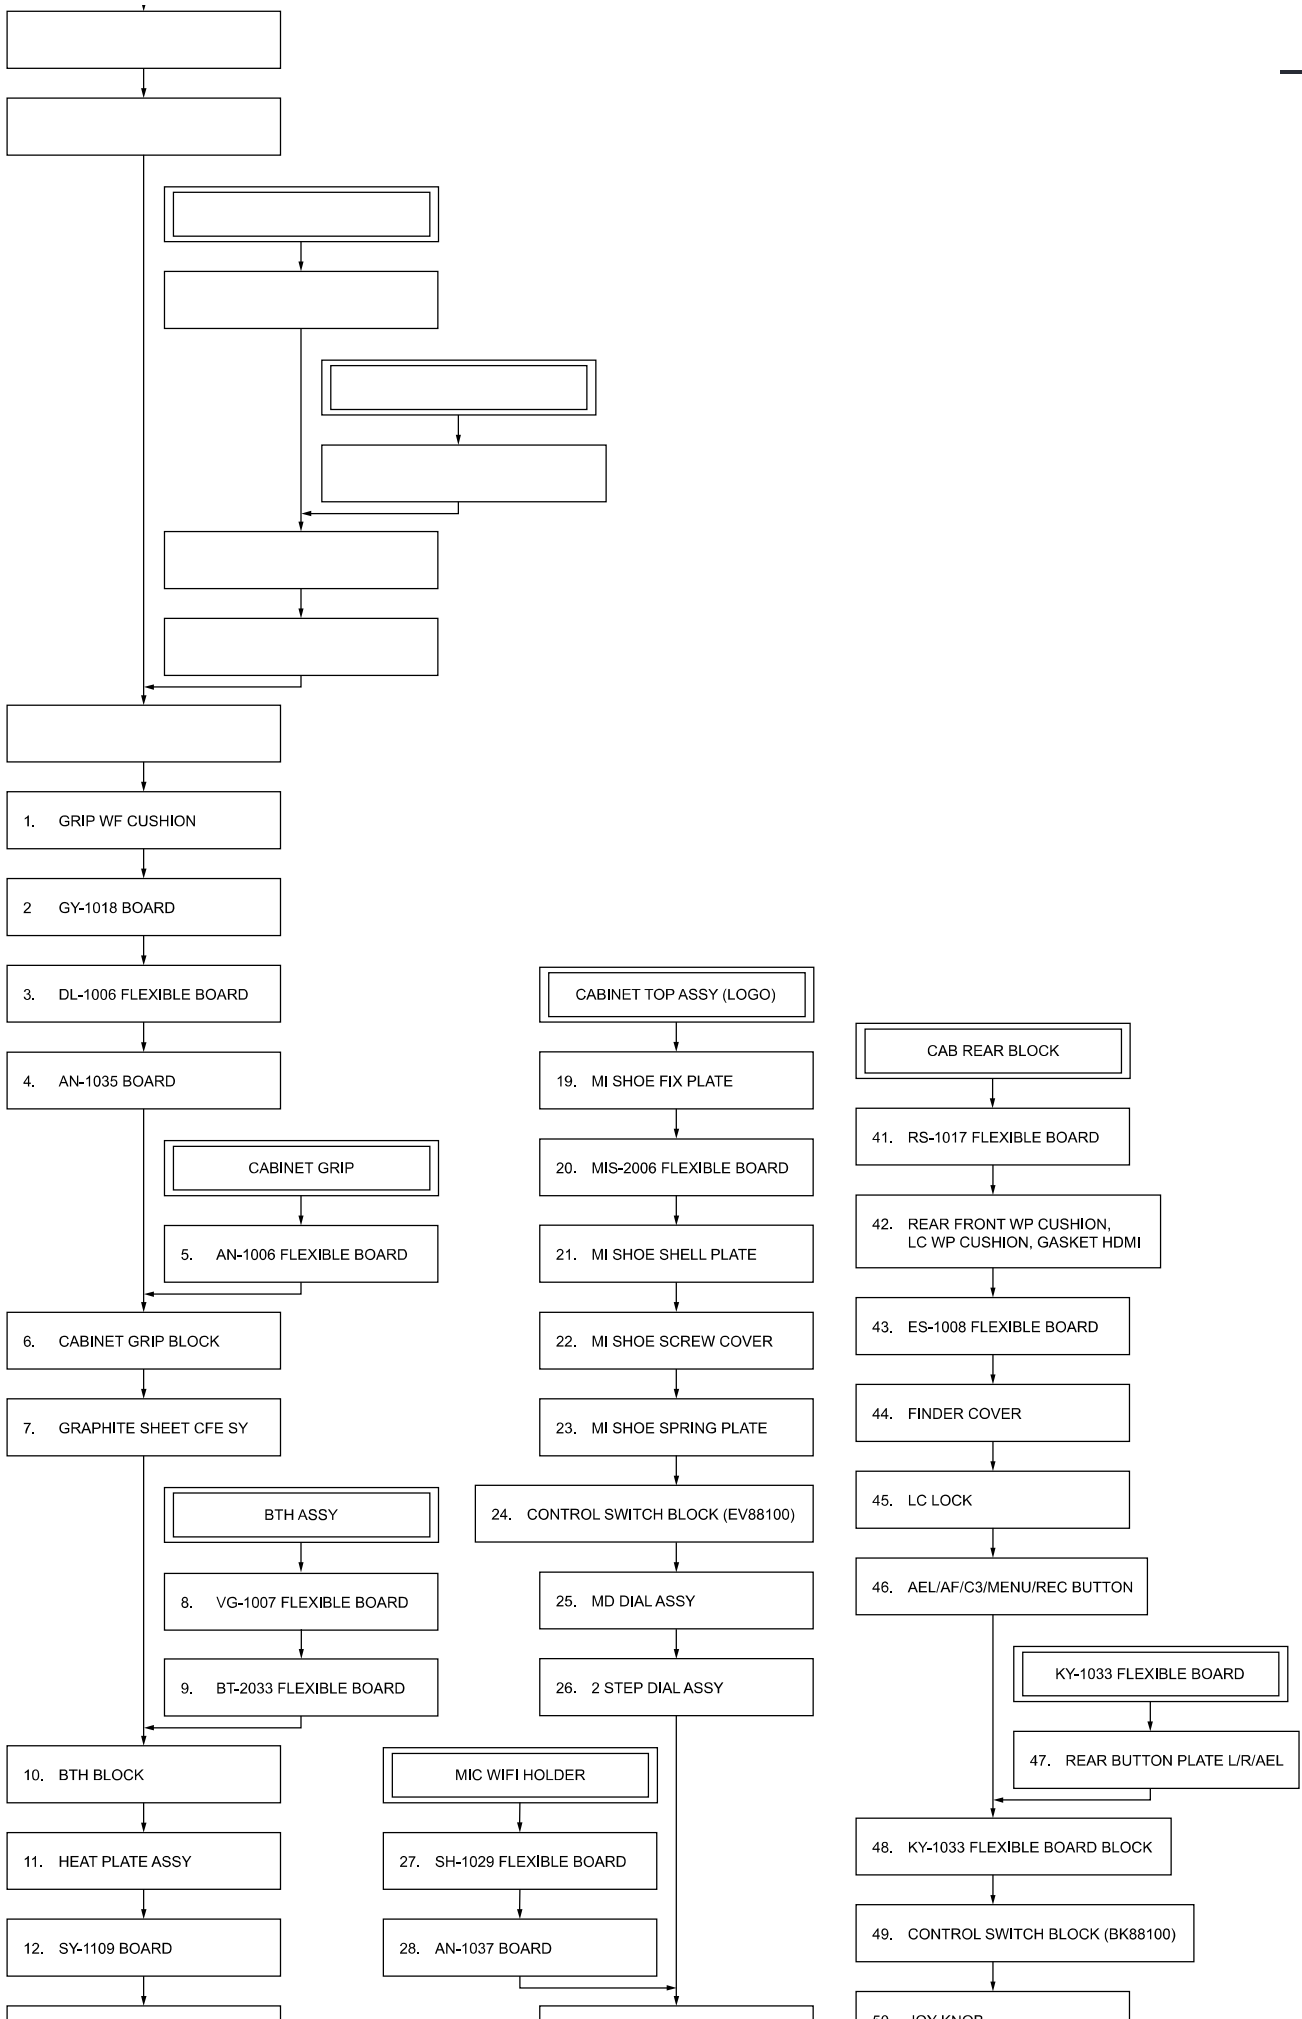 1. GRIP WF CUSHION
2 GY-1018 BOARD
3. DL-1006 FLEXIBLE BOARD
4. AN-1035 BOARD
CABINET GRIP
5. AN-1006 FLEXIBLE BOARD
6. CABINET GRIP BLOCK
7. GRAPHITE SHEET CFE SY
BTH ASSY
8. VG-1007 FLEXIBLE BOARD
9. BT-2033 FLEXIBLE BOARD
10. BTH BLOCK
11. HEAT PLATE ASSY
12. SY-1109 BOARD
CABINET TOP ASSY (LOGO)
19. MI SHOE FIX PLATE
20. MIS-2006 FLEXIBLE BOARD
21. MI SHOE SHELL PLATE
22. MI SHOE SCREW COVER
23. MI SHOE SPRING PLATE
24. CONTROL SWITCH BLOCK (EV88100)
25. MD DIAL ASSY
26. 2 STEP DIAL ASSY
MIC WIFI HOLDER
27. SH-1029 FLEXIBLE BOARD
28. AN-1037 BOARD
CAB REAR BLOCK
41. RS-1017 FLEXIBLE BOARD
42. REAR FRONT WP CUSHION,
LC WP CUSHION, GASKET HDMI
43. ES-1008 FLEXIBLE BOARD
44. FINDER COVER
45. LC LOCK
46. AEL/AF/C3/MENU/REC BUTTON
KY-1033 FLEXIBLE BOARD
47. REAR BUTTON PLATE L/R/AEL
48. KY-1033 FLEXIBLE BOARD BLOCK
49. CONTROL SWITCH BLOCK (BK88100)
50. JOY KNOB